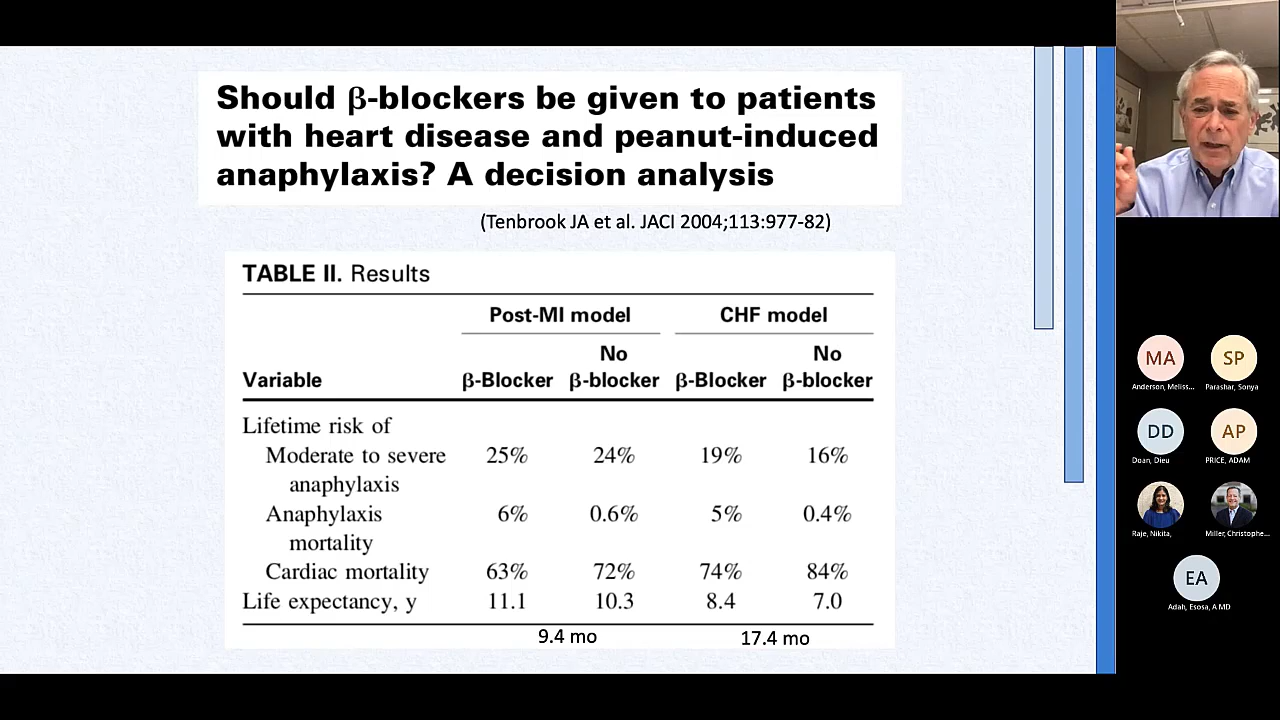 Should β-blockers be given to patients
with heart disease and peanut-induced
anaphylaxis? A decision analysis
(Tenbrook JA et al. JACI 2004;113:977-82)
TABLE II. Results
Post-MI model CHF model
No No
Variable β-Blocker β-blocker β-Blocker β-blocker
Lifetime risk of
Moderate to severe 25% 24% 19% 16%
anaphylaxis
Anaphylaxis 6% 0.6% 5% 0.4%
mortality
Cardiac mortality 63% 72% 74% 84%
Life expectancy, y 11.1 10.3 8.4 7.0
9.4 mo 17.4 mo
MA SP
Anderson, Meliss... Parashar, Sonya
DD AP
Doan, Dieu PRICE, ADAM
Raje, Nikita, Miller, Christophe...
EA
Adah, Esosa, A MD